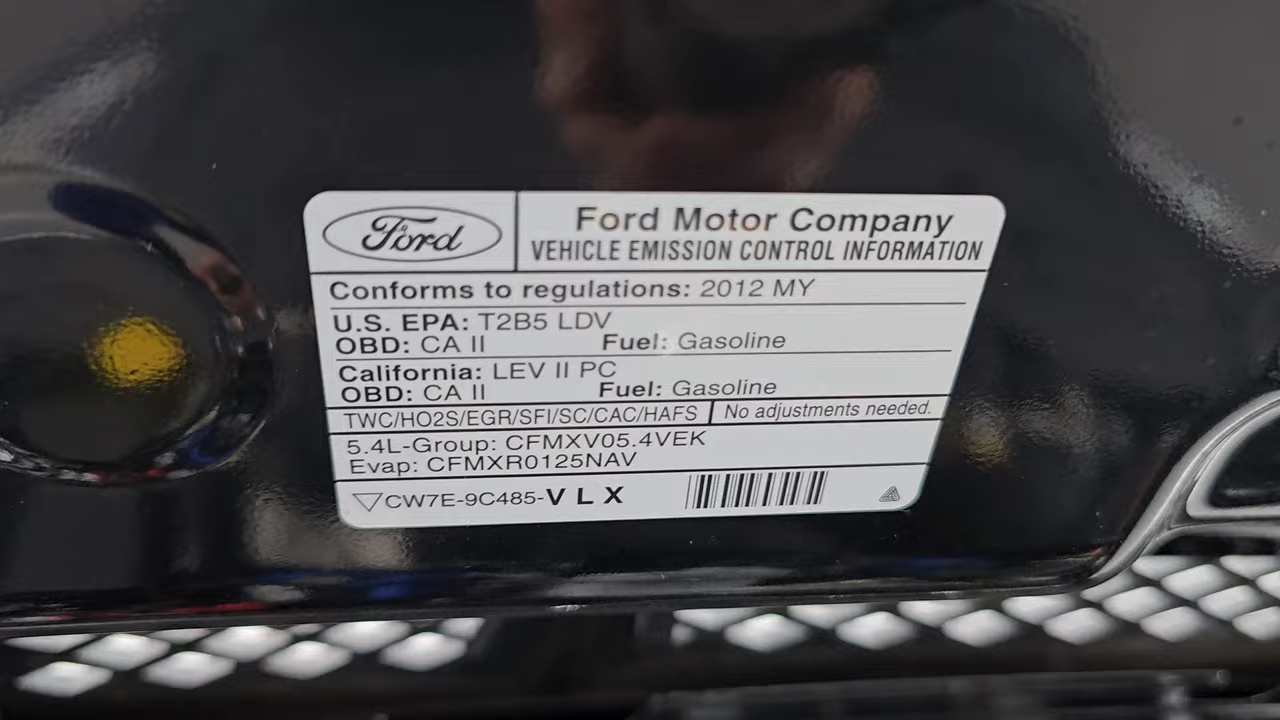 Ford
Ford Motor Company
VEHICLE EMISSION CONTROL INFORMATION
Conforms to regulations: 2012 MY
U.S. EPA: T2B5 LDV
OBD: CA II Fuel: Gasoline
California: LEV II PC
OBD: CA II Fuel: Gasoline
TWC/HO2S/EGR/SFI/SC/CAC/HAFS No adjustments needed.
5.4L-Group: CFMXV05.4VEK
Evap: CFMXR0125NAV
CW7E-9C485-VLX